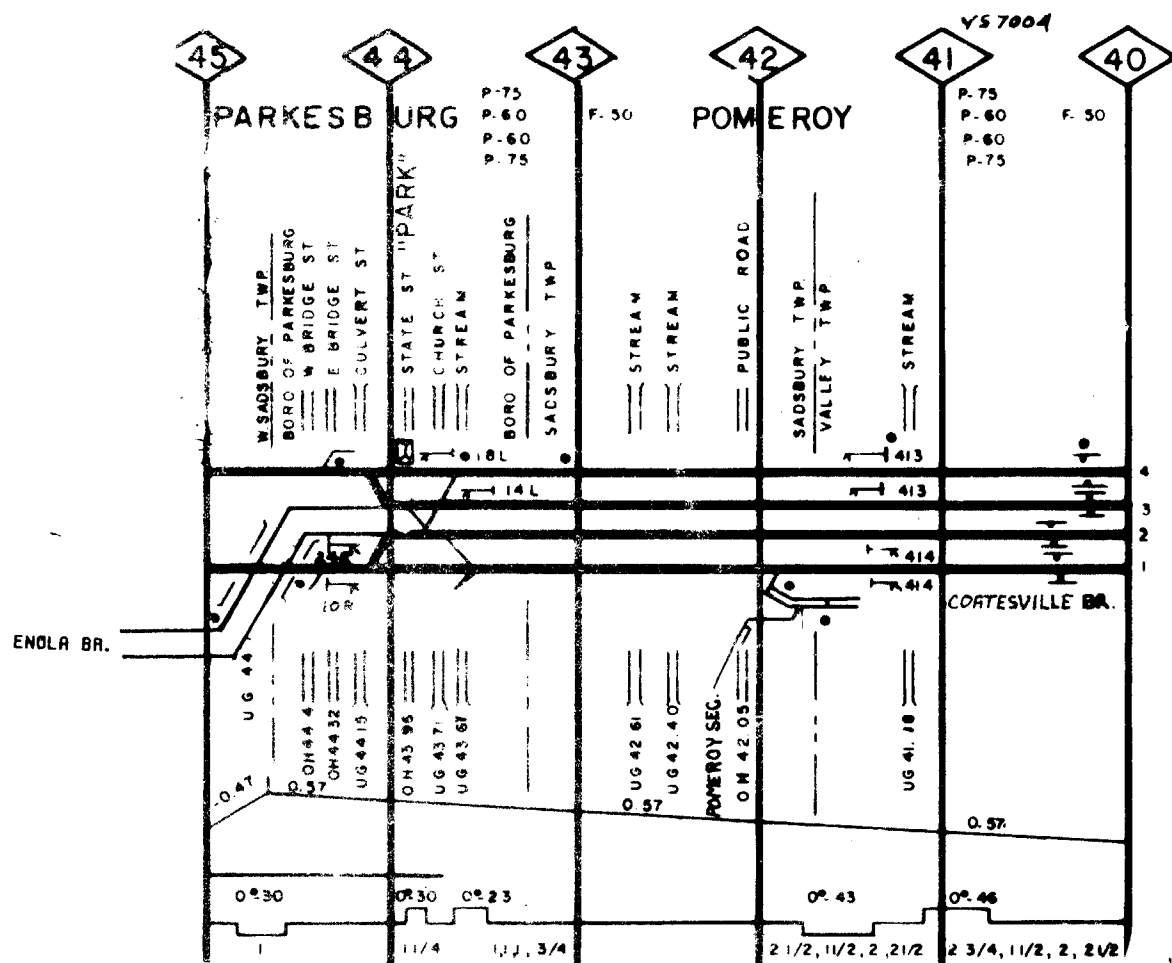 VS 7004
45
44
43
42
41
40
PARKESBURG
P-75
P-60
P-60
P-75
F-50
POMEROY
P-75
P-60
P-60
P-75
F-50
W. SADSBURY TWP.
BORO OF PARKESBURG
W BRIDGE ST
E BRIDGE ST
CULVERT ST
STATE ST "PARK"
CHURCH ST
STREAM
BORO OF PARKESBURG
SADSBURY TWP
STREAM
STREAM
PUBLIC ROAD
SADSBURY TWP.
VALLEY TWP
STREAM
18L
413
4
14L
413
3
2
414
1
10R
414
COATESVILLE BR.
ENOLA BR.
UG 44
OH 44.4
OH 44.32
UG 44.15
OH 43.95
UG 43.71
UG 43.67
UG 42.61
UG 42.40
POMEROY SEC.
OH 42.05
UG 41.18
-0.47
0.57
0.57
0.57
0°-30
0°-30
0°-23
0°-43
0°-46
1
1 1/4
1,1,1, 3/4
2 1/2, 1 1/2, 2, 2 1/2
2 3/4, 1 1/2, 2, 2 1/2